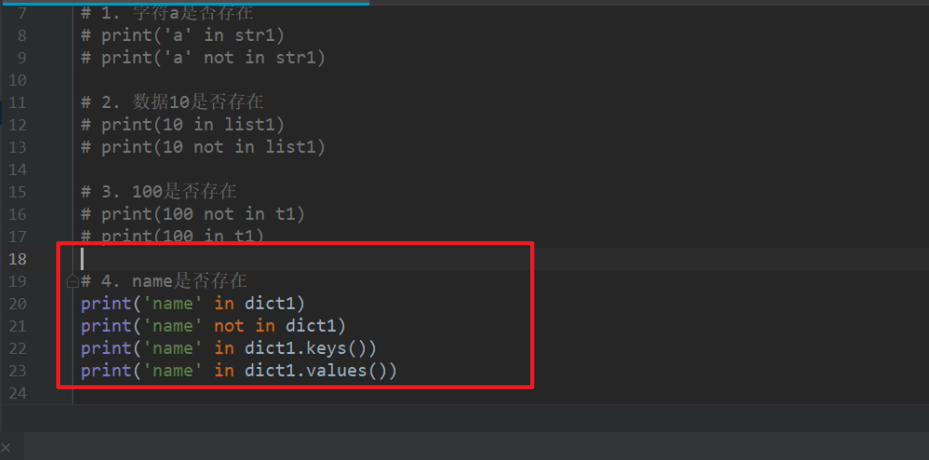 7 # 1. 字符a是否存在
8 # print('a' in str1)
9 # print('a' not in str1)
10
11 # 2. 数据10是否存在
12 # print(10 in list1)
13 # print(10 not in list1)
14
15 # 3. 100是否存在
16 # print(100 not in t1)
17 # print(100 in t1)
18
19 # 4. name是否存在
20 print('name' in dict1)
21 print('name' not in dict1)
22 print('name' in dict1.keys())
23 print('name' in dict1.values())
24